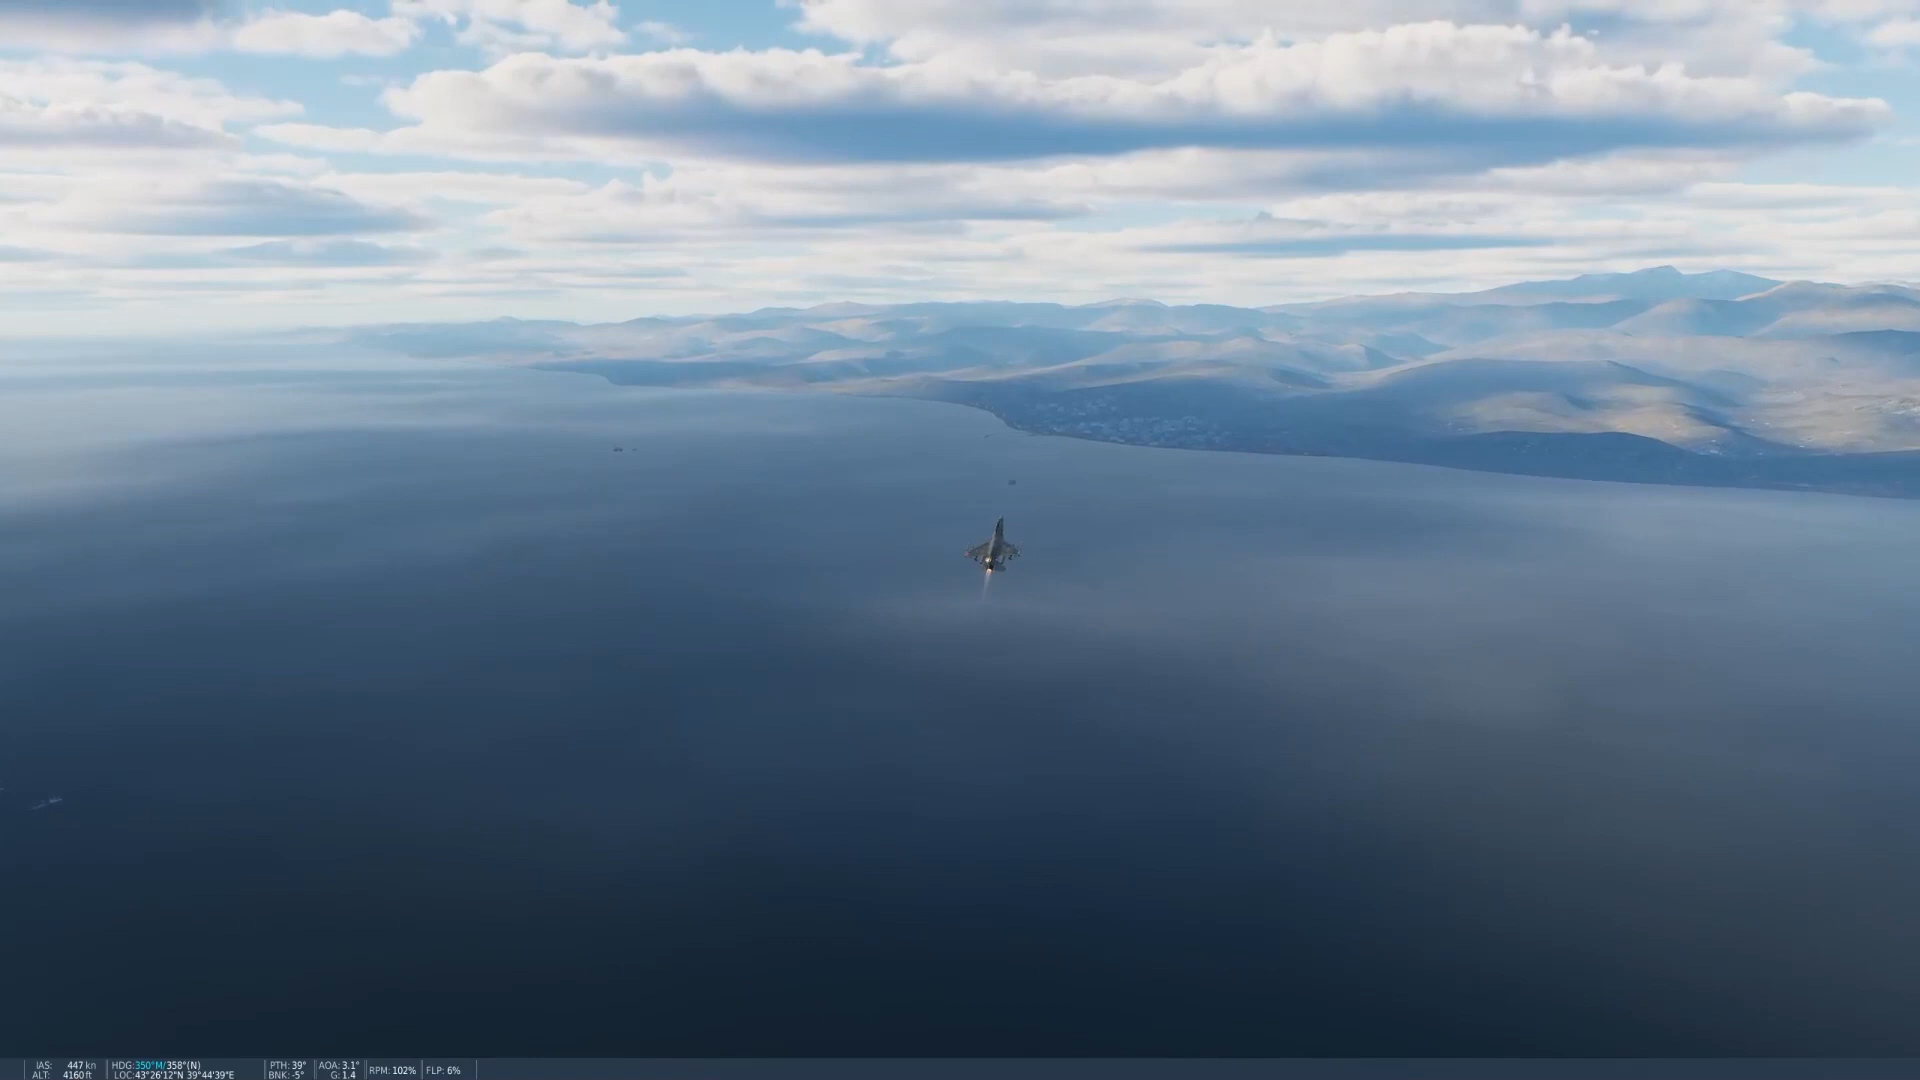 IAS: 447 kn HDG:350°M/358°(N) PTH: 39° AOA: 3.1° RPM: 102% FLP: 6%
ALT: 4160 ft LOC:43°26'12"N 39°44'39"E BNK: -5° G: 1.4